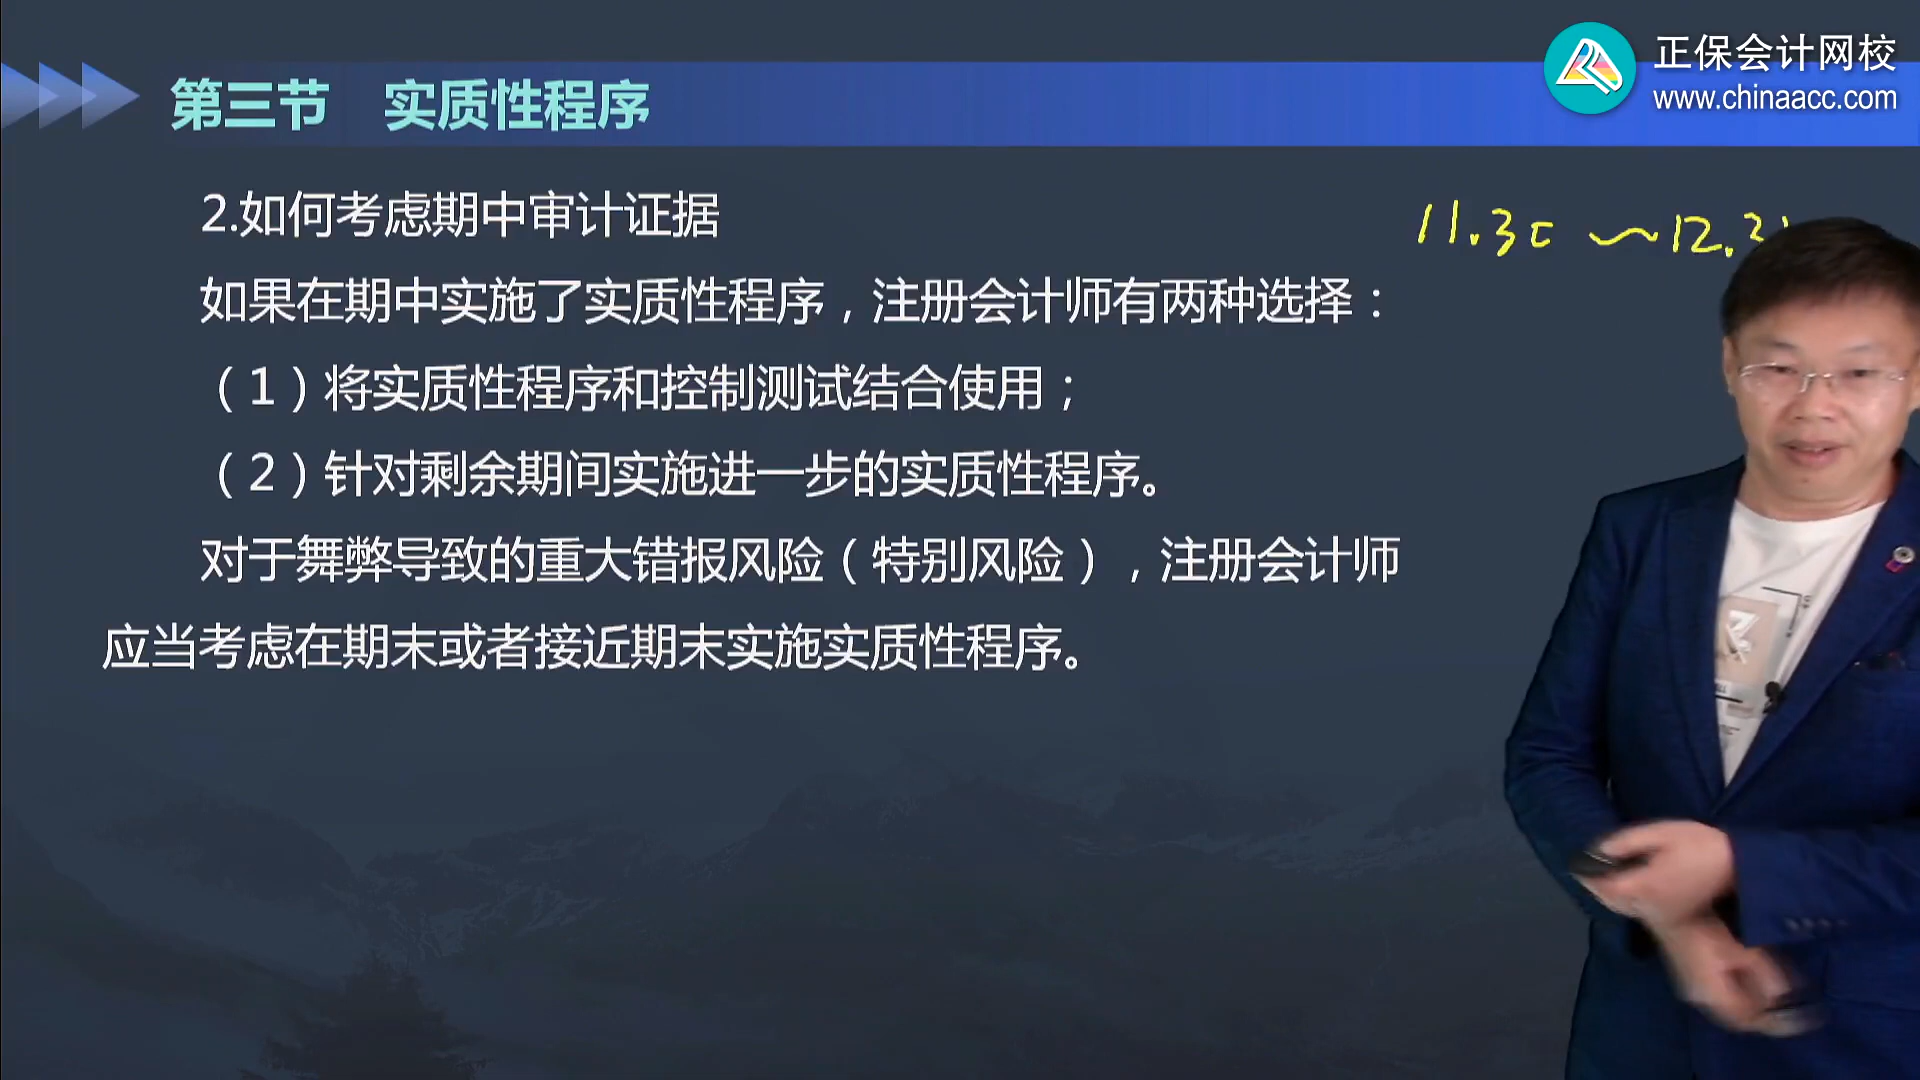 正保会计网校
www.chinaacc.com
第三节 实质性程序
2.如何考虑期中审计证据
11.30 ~12.3
如果在期中实施了实质性程序，注册会计师有两种选择：
（1）将实质性程序和控制测试结合使用；
（2）针对剩余期间实施进一步的实质性程序。
对于舞弊导致的重大错报风险（特别风险），注册会计师
应当考虑在期末或者接近期末实施实质性程序。